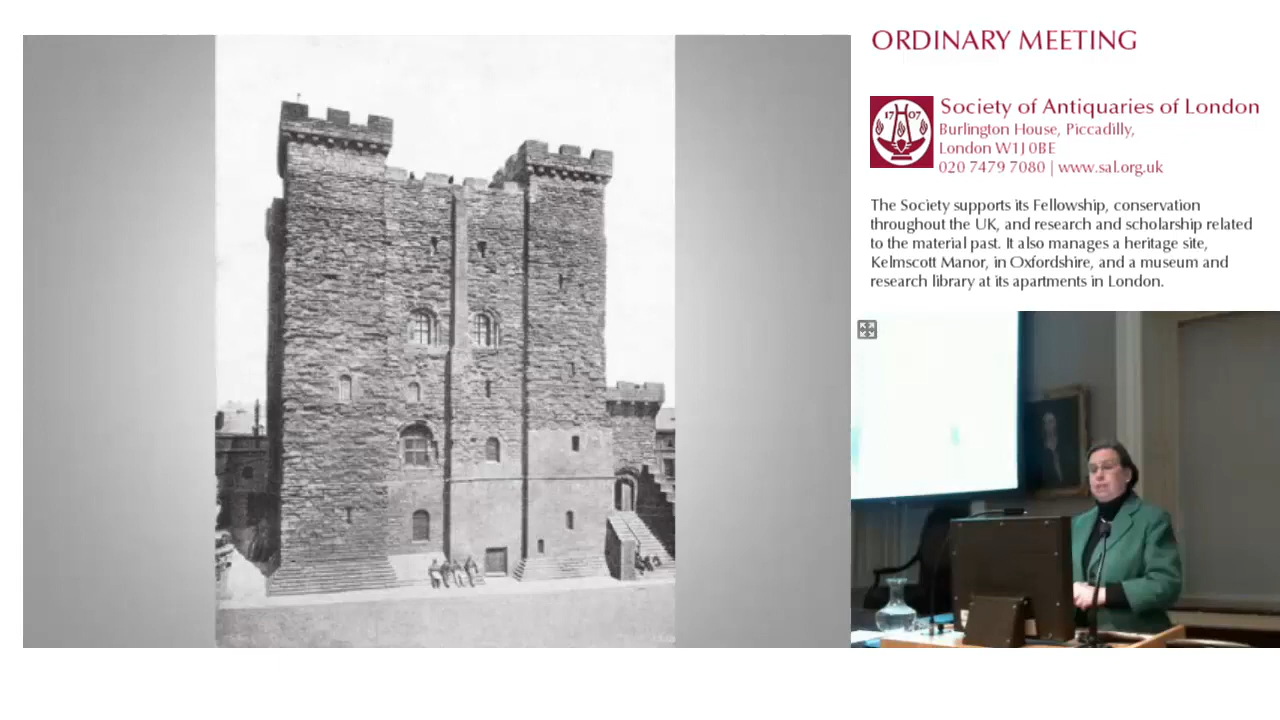 ORDINARY MEETING
1707
Society of Antiquaries of London
Burlington House, Piccadilly,
London W1J 0BE
020 7479 7080 | www.sal.org.uk
The Society supports its Fellowship, conservation
throughout the UK, and research and scholarship related
to the material past. It also manages a heritage site,
Kelmscott Manor, in Oxfordshire, and a museum and
research library at its apartments in London.